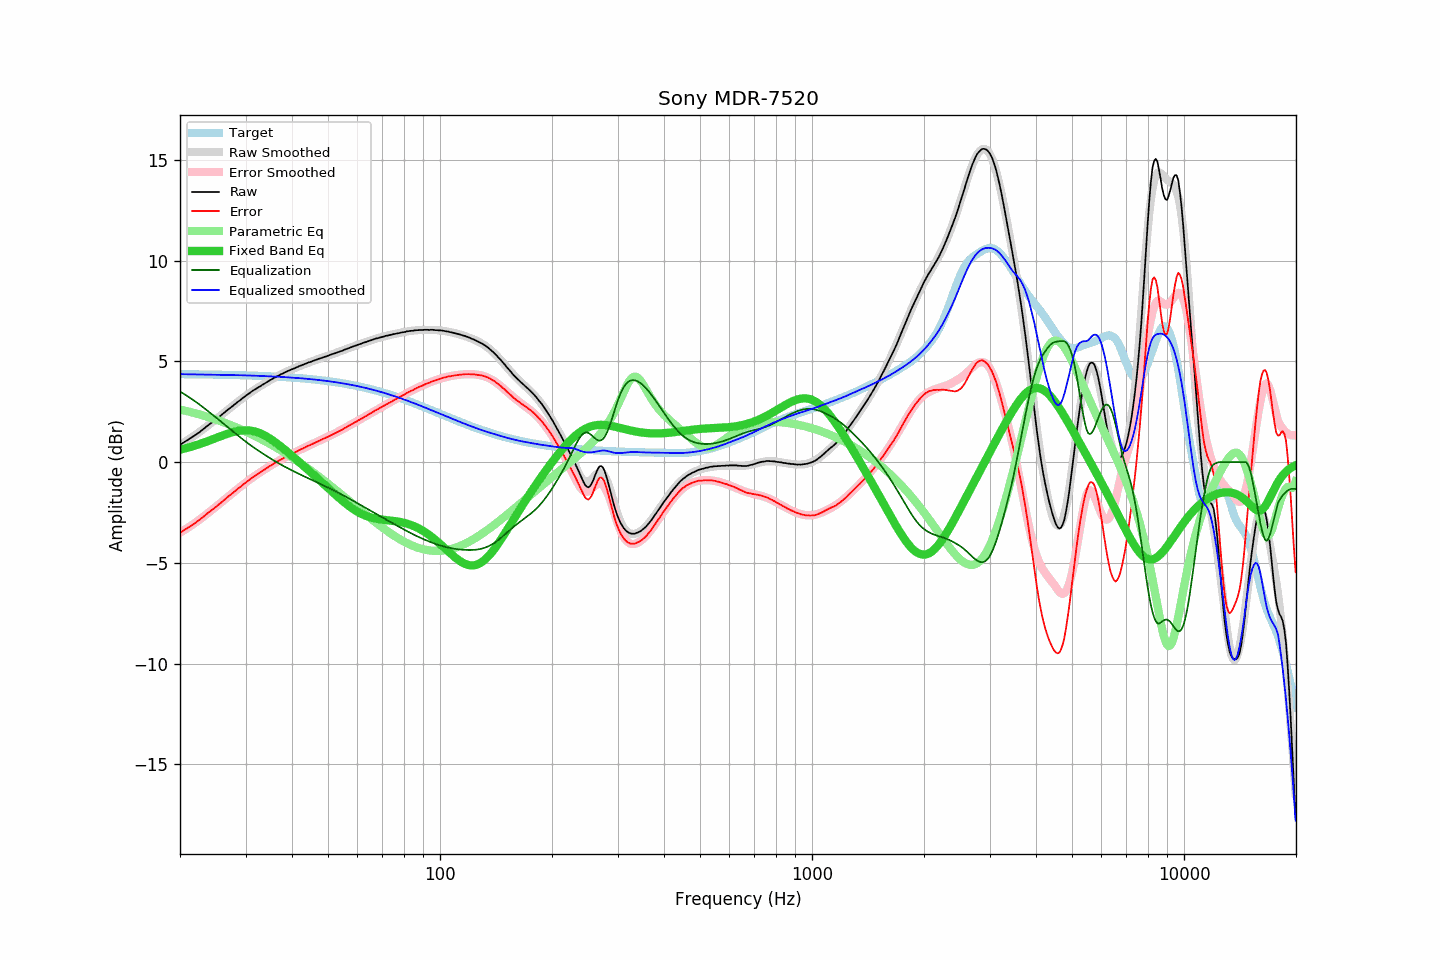 Sony MDR-7520
Target
Raw Smoothed
Error Smoothed
Raw
Error
Parametric Eq
Fixed Band Eq
Equalization
Equalized smoothed
15
10
5
0
−5
−10
−15
Amplitude (dBr)
100
1000
10000
Frequency (Hz)